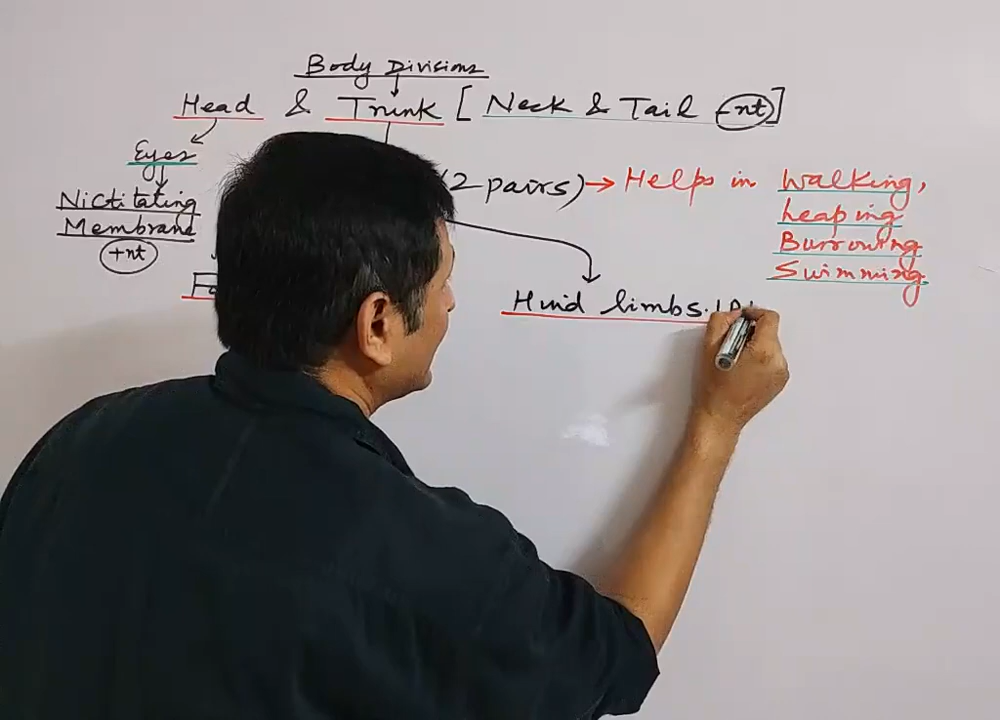 Body Divisions
Head & Trunk [ Neck & Tail -nt ]
Eyes
(2 pairs) → Helps in Walking,
Nictitating
leaping
Membrane
Burrowing
+nt
Swimming
Hind limbs.